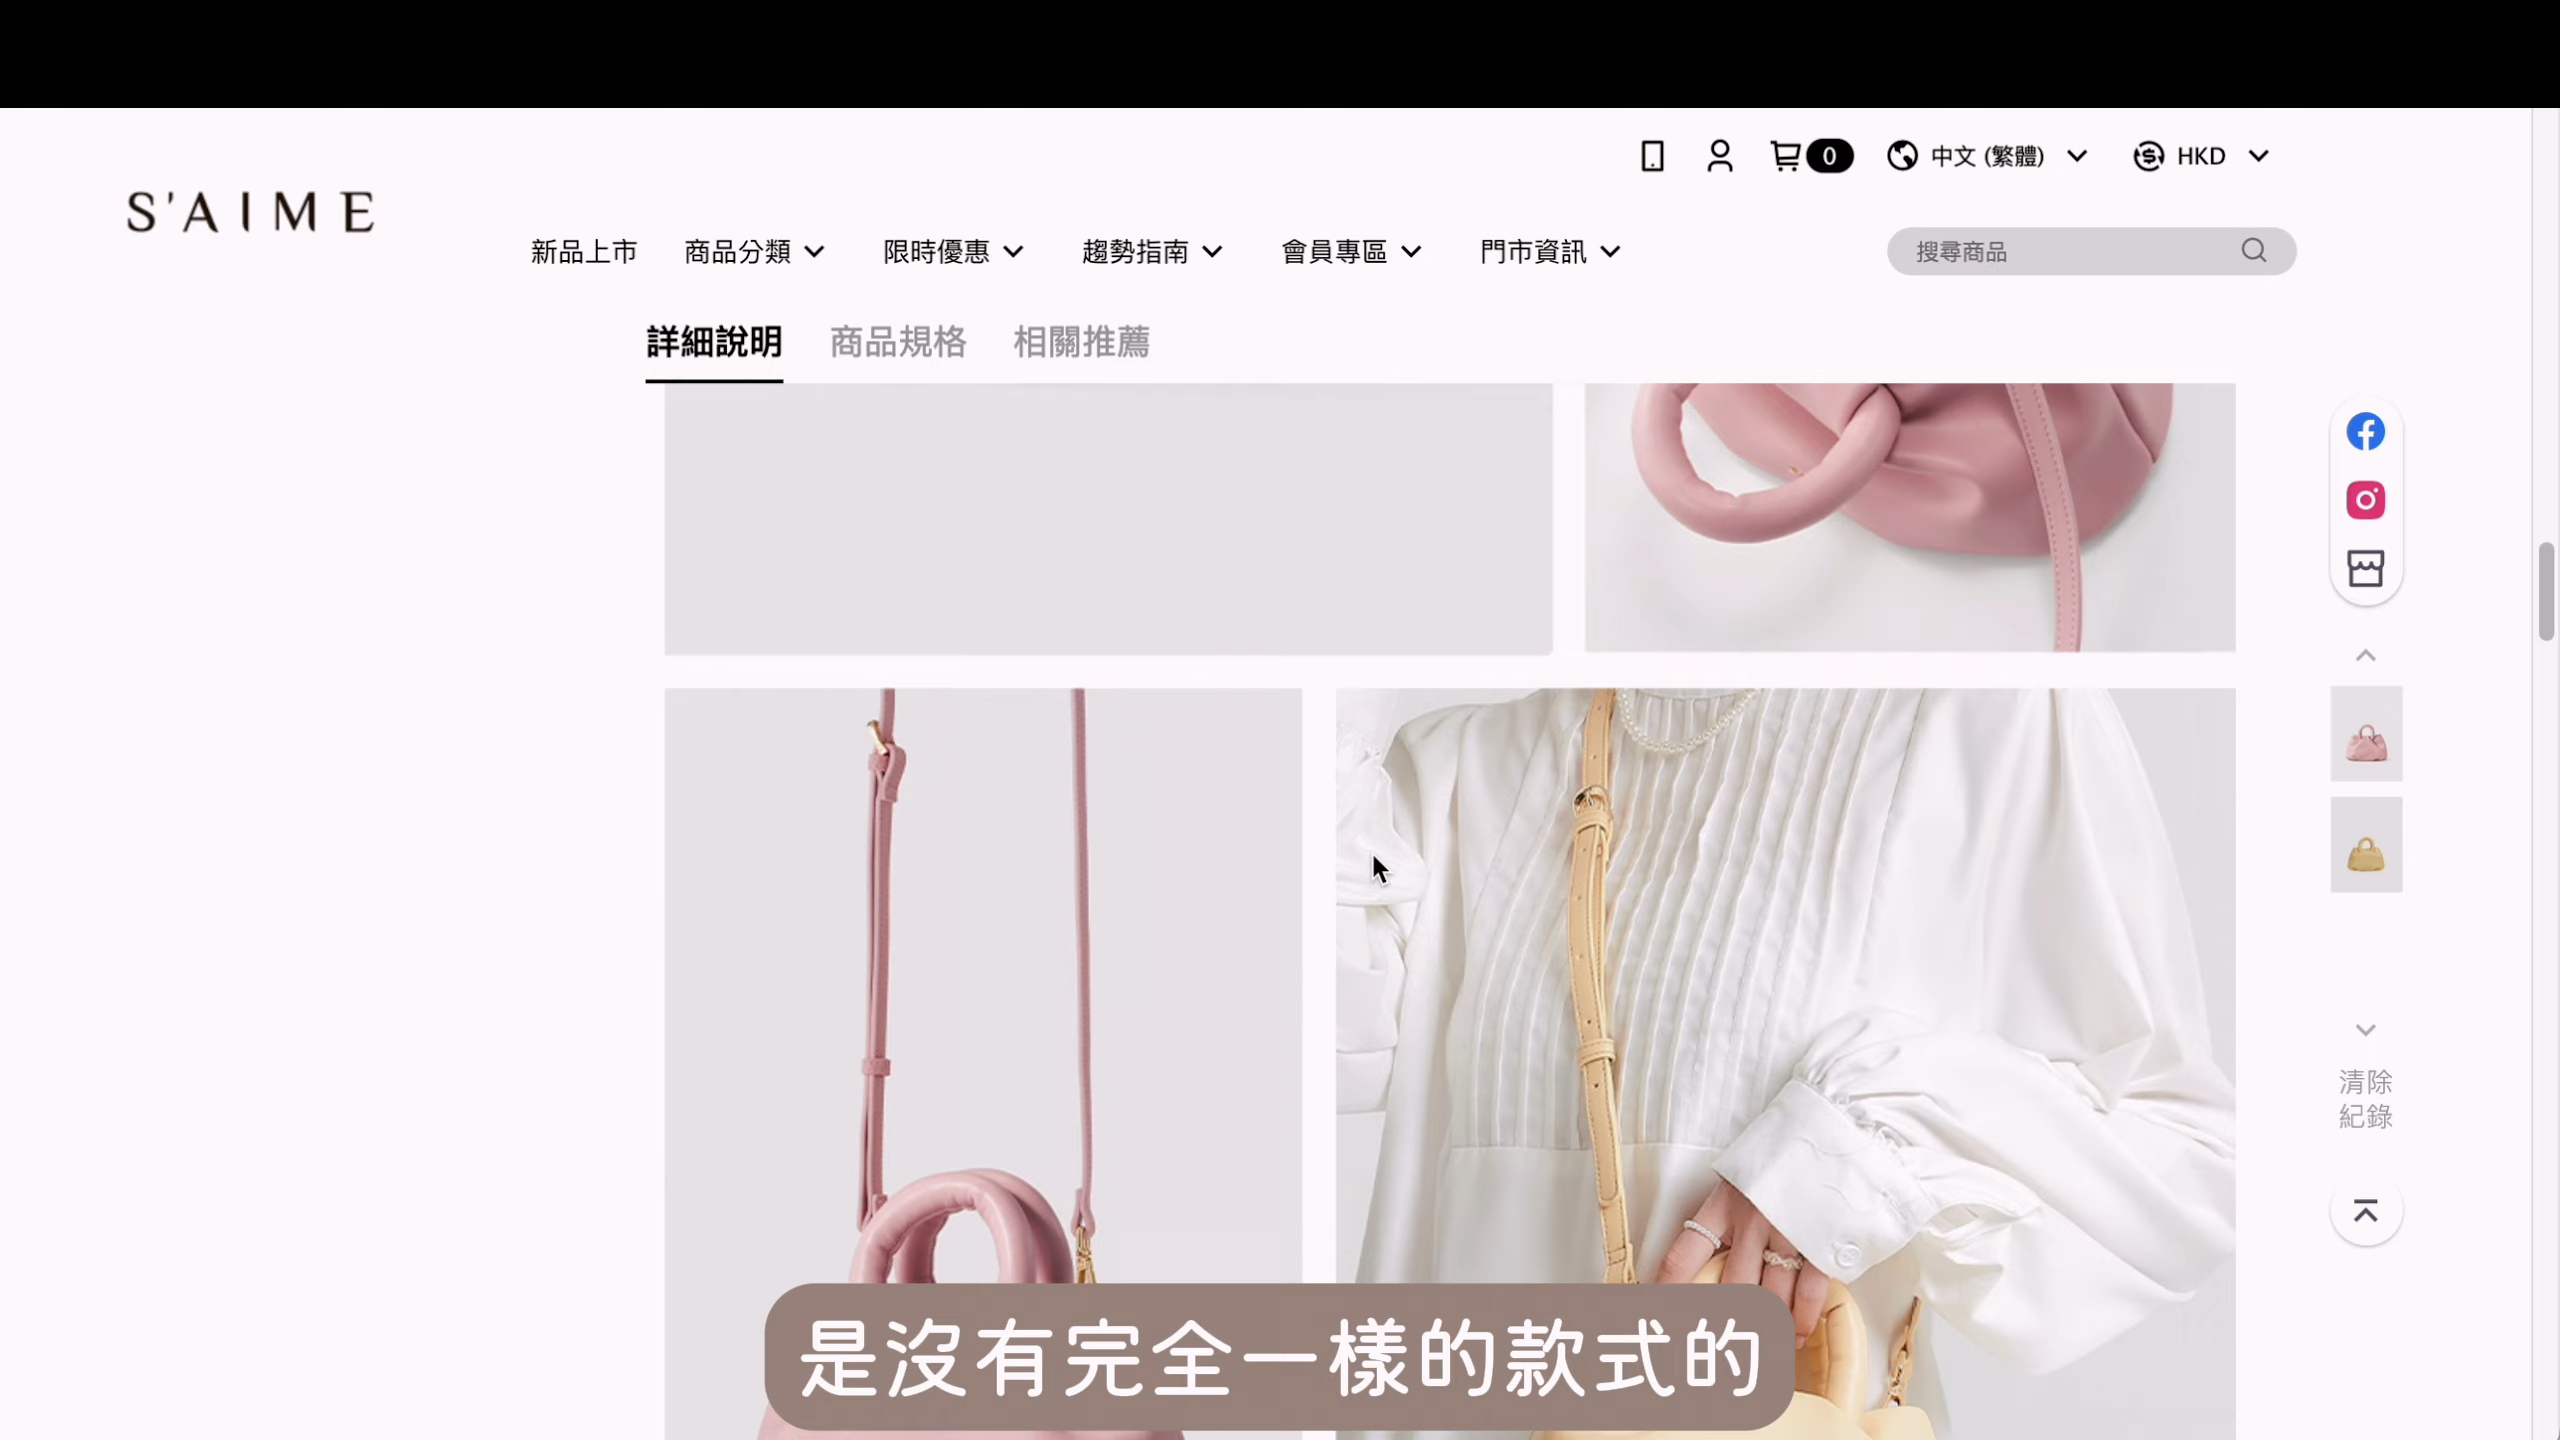 0
中文 (繁體)
HKD
S'AIME
新品上市
商品分類
限時優惠
趨勢指南
會員專區
門市資訊
搜尋商品
詳細說明
商品規格
相關推薦
清除
紀錄
是沒有完全一樣的款式的